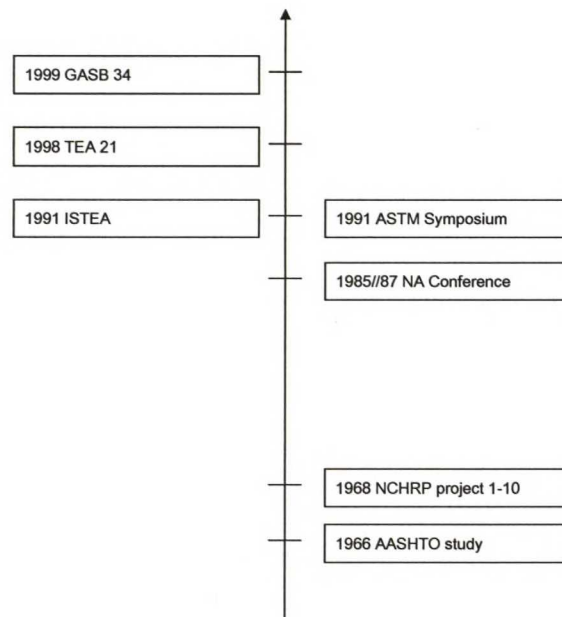 1999 GASB 34
1998 TEA 21
1991 ISTEA
1991 ASTM Symposium
1985//87 NA Conference
1968 NCHRP project 1-10
1966 AASHTO study